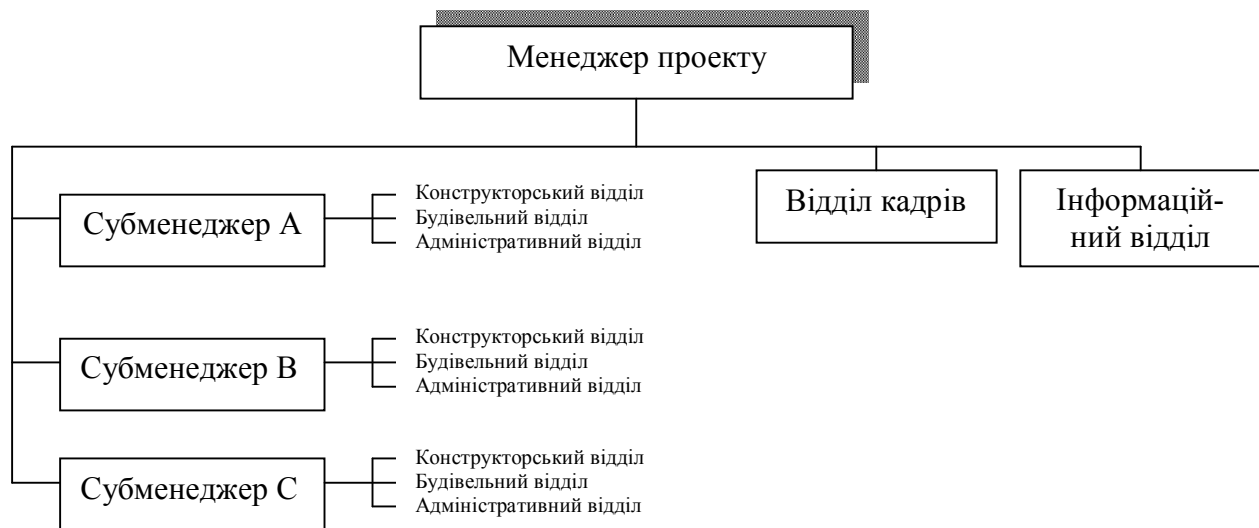 Менеджер проекту
Субменеджер А
Конструкторський відділ
Будівельний відділ
Адміністративний відділ
Відділ кадрів
Інформацій-
ний відділ
Субменеджер В
Конструкторський відділ
Будівельний відділ
Адміністративний відділ
Субменеджер С
Конструкторський відділ
Будівельний відділ
Адміністративний відділ